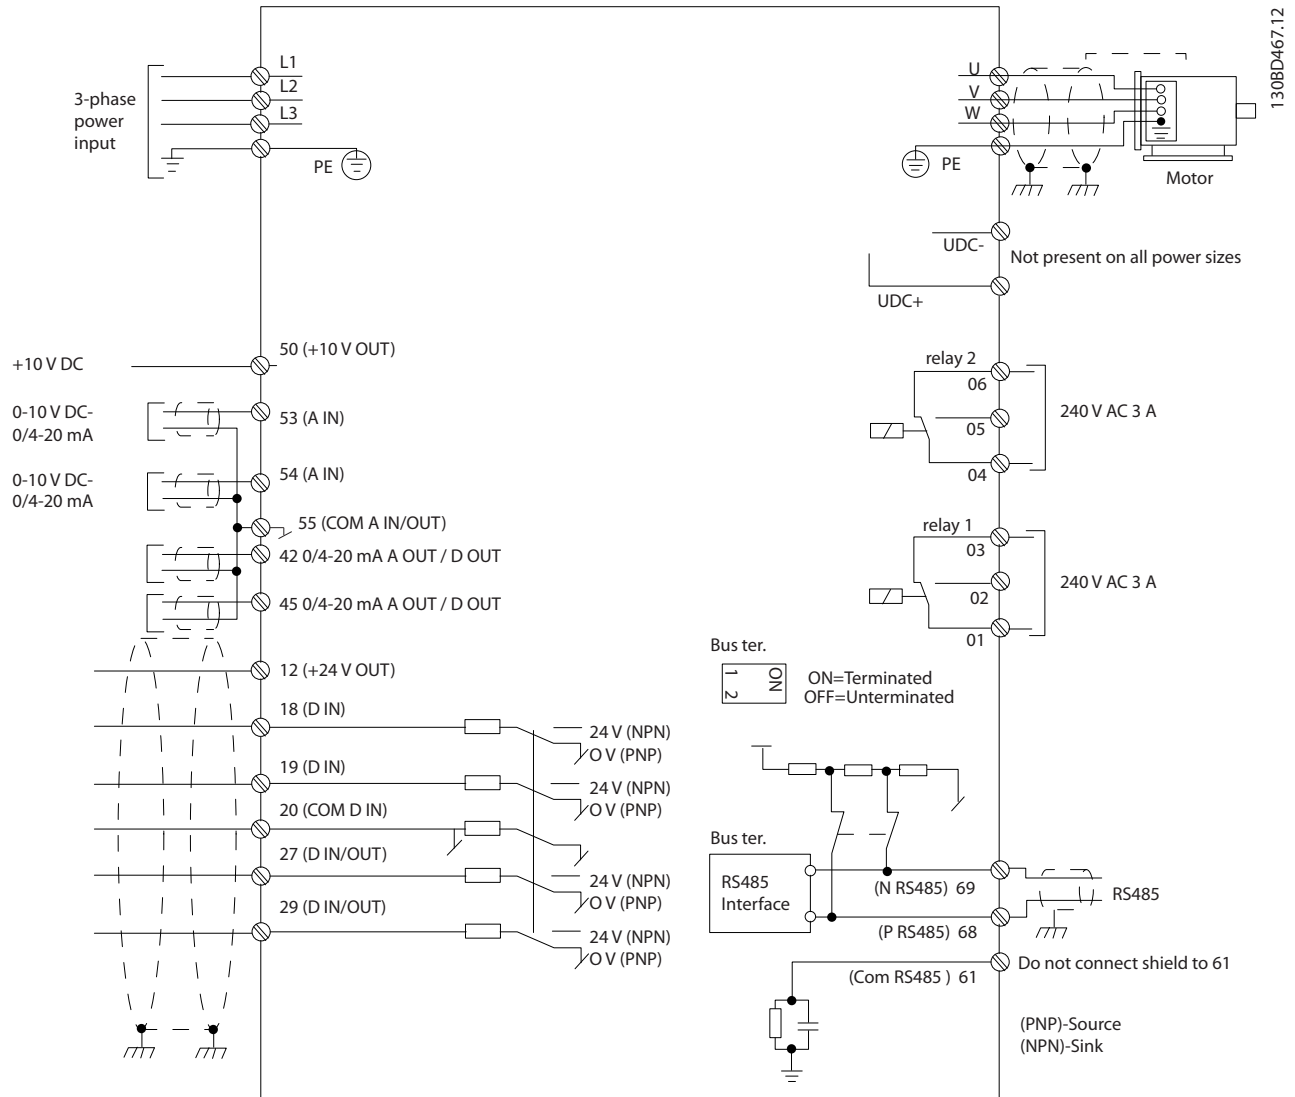 130BD467.12
L1
L2
L3
3-phase
power
input
PE
U
V
W
PE
Motor
UDC-
Not present on all power sizes
UDC+
+10 V DC
50 (+10 V OUT)
0-10 V DC-
0/4-20 mA
53 (A IN)
0-10 V DC-
0/4-20 mA
54 (A IN)
55 (COM A IN/OUT)
42 0/4-20 mA A OUT / D OUT
45 0/4-20 mA A OUT / D OUT
12 (+24 V OUT)
18 (D IN)
24 V (NPN)
O V (PNP)
19 (D IN)
24 V (NPN)
O V (PNP)
20 (COM D IN)
27 (D IN/OUT)
24 V (NPN)
O V (PNP)
29 (D IN/OUT)
24 V (NPN)
O V (PNP)
relay 2
06
05
04
240 V AC 3 A
relay 1
03
02
01
240 V AC 3 A
Bus ter.
1
2
ON
ON=Terminated
OFF=Unterminated
Bus ter.
RS485
Interface
(N RS485) 69
RS485
(P RS485) 68
(Com RS485 ) 61
Do not connect shield to 61
(PNP)-Source
(NPN)-Sink